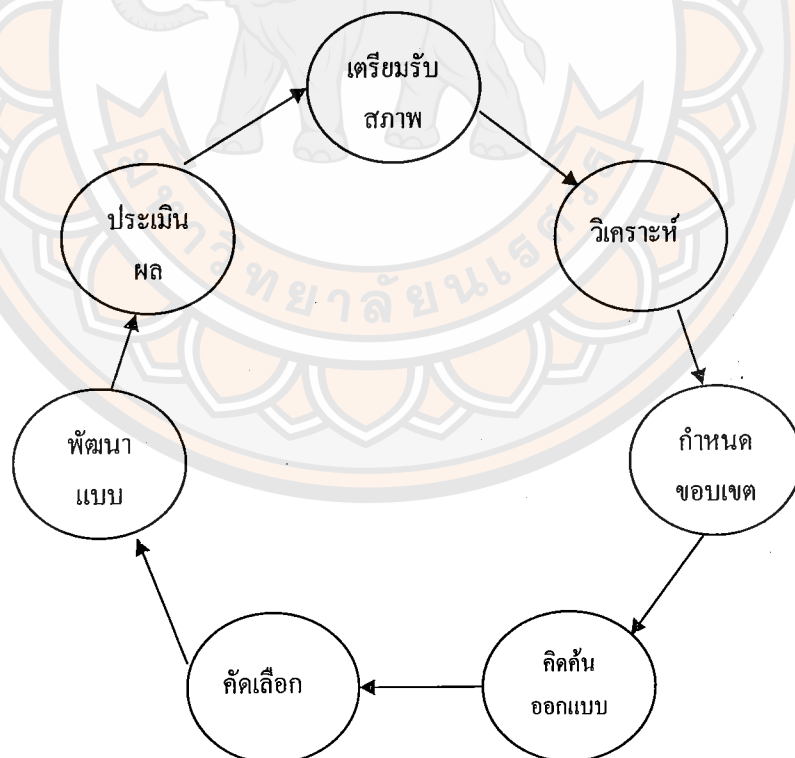 เตรียมรับ
สภาพ
วิเคราะห์
กำหนด
ขอบเขต
คิดค้น
ออกแบบ
คัดเลือก
พัฒนา
แบบ
ประเมิน
ผล